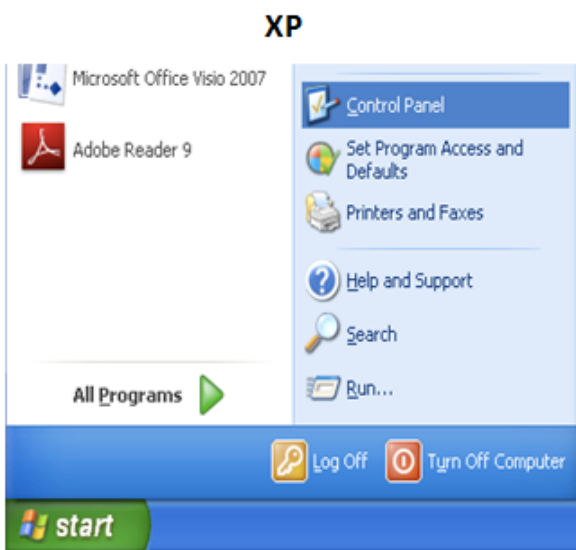 XP
Microsoft Office Visio 2007
Adobe Reader 9
All Programs
Control Panel
Set Program Access and
Defaults
Printers and Faxes
Help and Support
Search
Run...
Log Off
Turn Off Computer
start